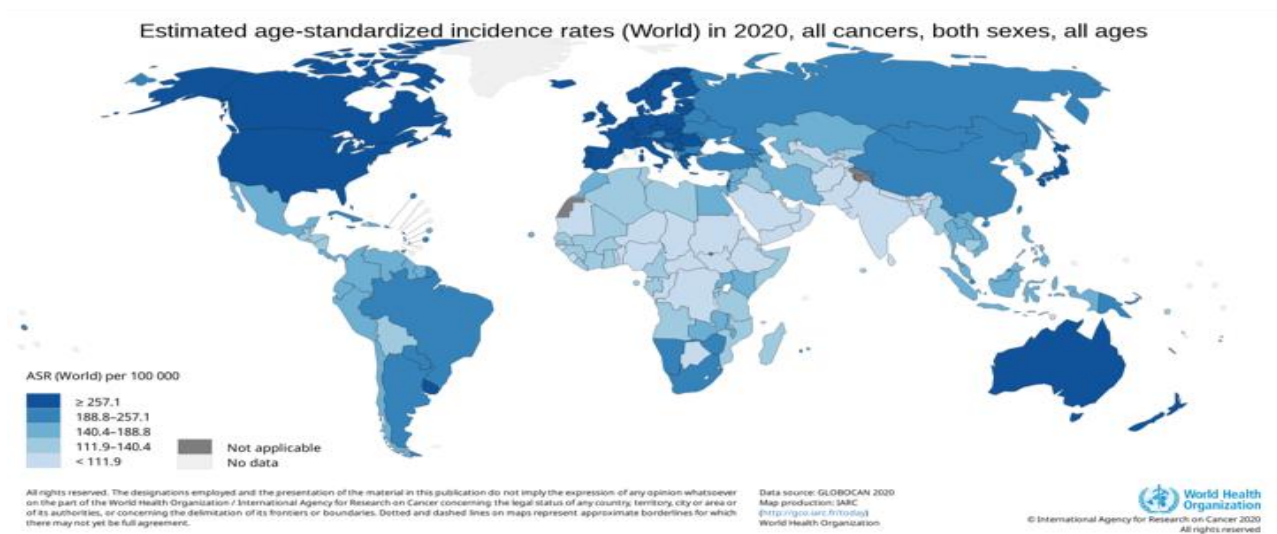 Estimated age-standardized incidence rates (World) in 2020, all cancers, both sexes, all ages
ASR (World) per 100 000
≥ 257.1
188.8–257.1
140.4–188.8
111.9–140.4
< 111.9
Not applicable
No data
All rights reserved. The designations employed and the presentation of the material in this publication do not imply the expression of any opinion whatsoever
on the part of the World Health Organization / International Agency for Research on Cancer concerning the legal status of any country, territory, city or area or
of its authorities, or concerning the delimitation of its frontiers or boundaries. Dotted and dashed lines on maps represent approximate borderlines for which
there may not yet be full agreement.
Data source: GLOBOCAN 2020
Map production: IARC
(http://gco.iarc.fr/today)
World Health Organization
World Health
Organization
© International Agency for Research on Cancer 2020
All rights reserved